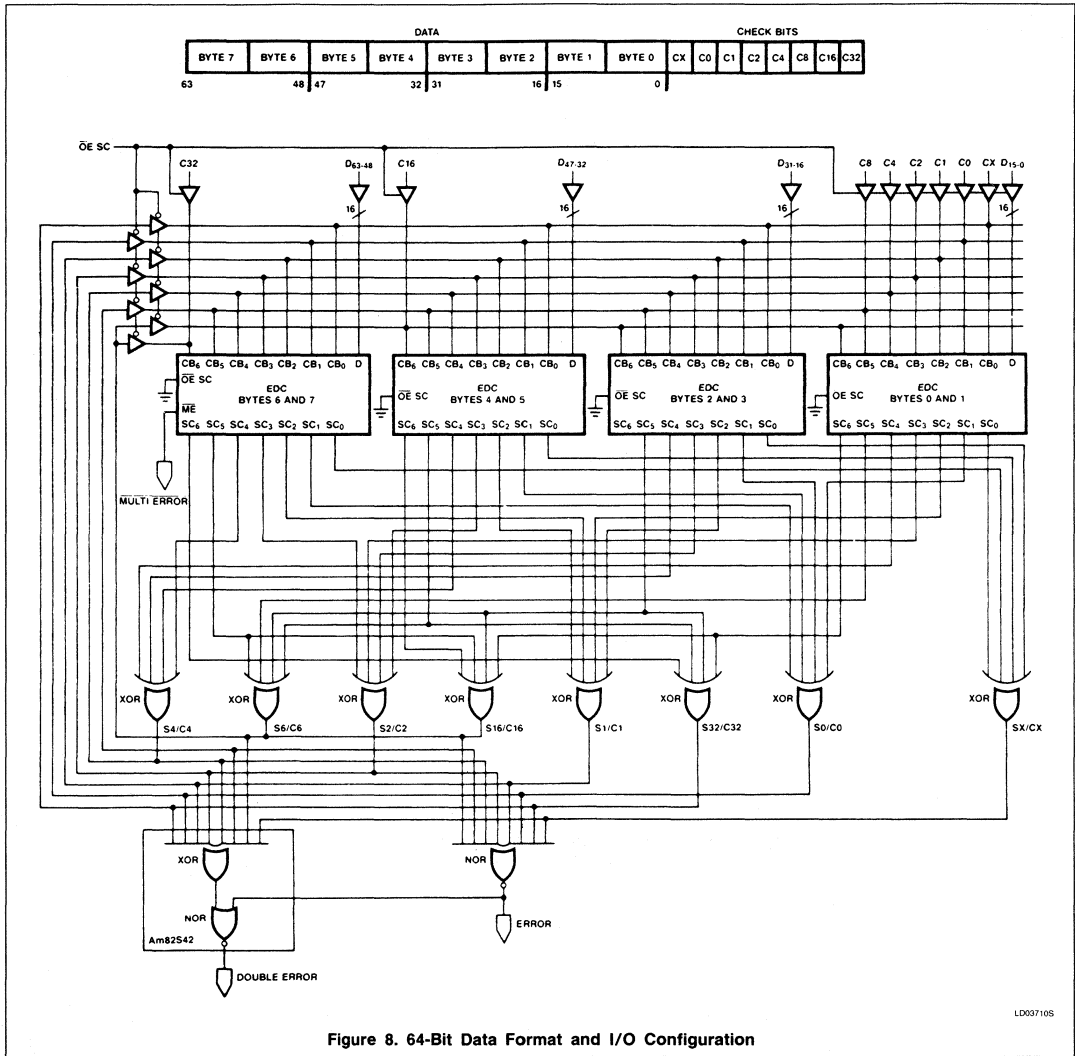 DATA CHECK BITS
BYTE 7 BYTE 6 BYTE 5 BYTE 4 BYTE 3 BYTE 2 BYTE 1 BYTE 0 CX C0 C1 C2 C4 C8 C16 C32
63 48 47 32 31 16 15 0
OE SC
C32 D63-48 C16 D47-32 D31-16 C8 C4 C2 C1 C0 CX D15-0
16 16 16 16
CB6 CB5 CB4 CB3 CB2 CB1 CB0 D CB6 CB5 CB4 CB3 CB2 CB1 CB0 D CB6 CB5 CB4 CB3 CB2 CB1 CB0 D CB6 CB5 CB4 CB3 CB2 CB1 CB0 D
OE SC EDC BYTES 6 AND 7 ME
OE SC EDC BYTES 4 AND 5
OE SC EDC BYTES 2 AND 3
OE SC EDC BYTES 0 AND 1
SC6 SC5 SC4 SC3 SC2 SC1 SC0 SC6 SC5 SC4 SC3 SC2 SC1 SC0 SC6 SC5 SC4 SC3 SC2 SC1 SC0 SC6 SC5 SC4 SC3 SC2 SC1 SC0
MULTI ERROR
XOR XOR XOR XOR XOR XOR XOR XOR
S4/C4 S6/C6 S2/C2 S16/C16 S1/C1 S32/C32 S0/C0 SX/CX
XOR NOR
NOR ERROR
Am82S42
DOUBLE ERROR
LD03710S
Figure 8. 64-Bit Data Format and I/O Configuration